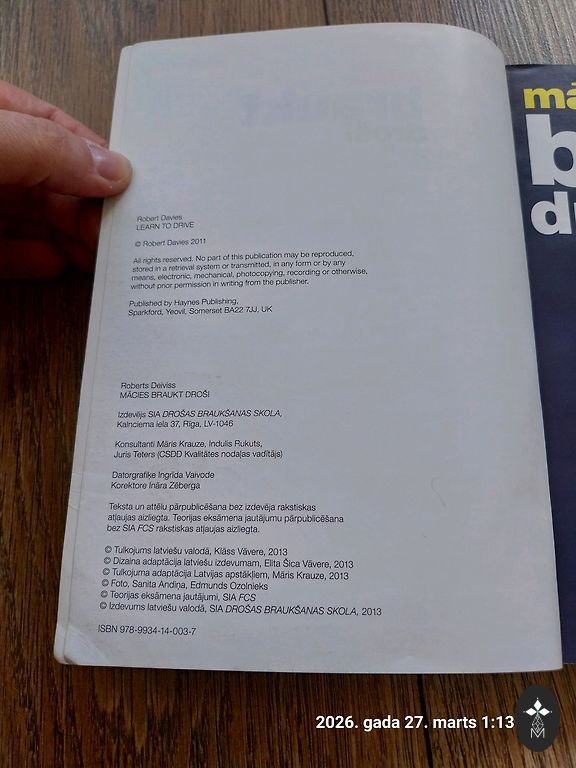 Robert Davies
LEARN TO DRIVE
© Robert Davies 2011
All rights reserved. No part of this publication may be reproduced,
stored in a retrieval system or transmitted, in any form or by any
means, electronic, mechanical, photocopying, recording or otherwise,
without prior permission in writing from the publisher.
Published by Haynes Publishing,
Sparkford, Yeovil, Somerset BA22 7JJ, UK
Roberts Deiviss
MĀCIES BRAUKT DROŠI
Izdevējs SIA DROŠAS BRAUKŠANAS SKOLA,
Kalnciema iela 37, Rīga, LV-1046
Konsultanti Māris Krauze, Indulis Rukuts,
Juris Teters (CSDD Kvalitātes nodaļas vadītājs)
Datorgrafiķe Ingrīda Vaivode
Korektore Ināra Zēberga
Teksta un attēlu pārpublicēšana bez izdevēja rakstiskas
atļaujas aizliegta. Teorijas eksāmena jautājumu pārpublicēšana
bez SIA FCS rakstiskas atļaujas aizliegta.
© Tulkojums latviešu valodā, Klāss Vāvere, 2013
© Dizaina adaptācija latviešu izdevumam, Elita Šica Vāvere, 2013
© Tulkojuma adaptācija Latvijas apstākļiem, Māris Krauze, 2013
© Foto, Sanita Andiņa, Edmunds Ozolnieks
© Teorijas eksāmena jautājumi, SIA FCS
© Izdevums latviešu valodā, SIA DROŠAS BRAUKŠANAS SKOLA, 2013
ISBN 978-9934-14-003-7
mā
b
dr
2026. gada 27. marts 1:13
M